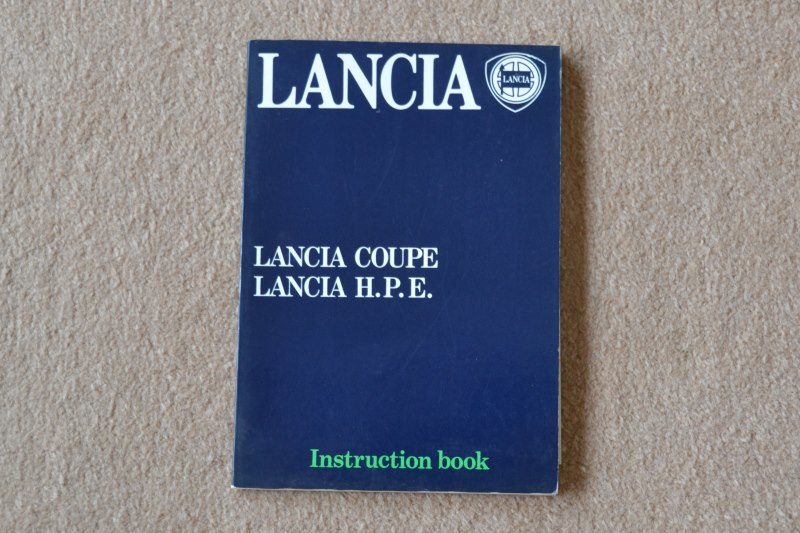 LANCIA
LANCIA
LANCIA COUPE
LANCIA H.P.E.
Instruction book